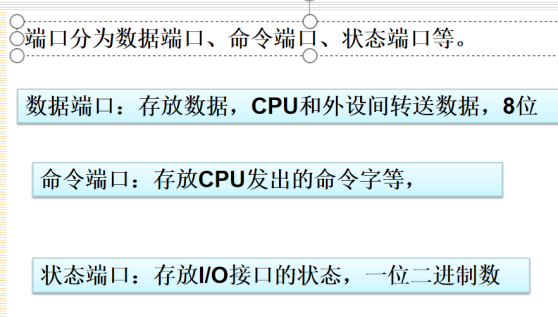 端口分为数据端口、命令端口、状态端口等。
数据端口：存放数据，CPU和外设间转送数据，8位
命令端口：存放CPU发出的命令字等，
状态端口：存放I/O接口的状态，一位二进制数